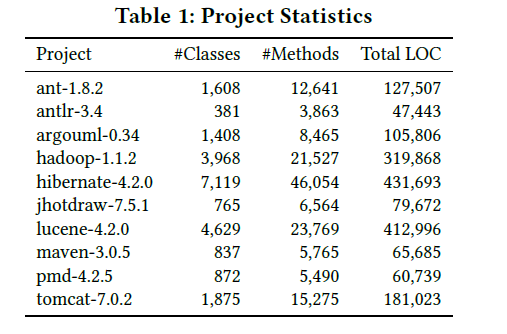 Table 1: Project Statistics
Project #Classes #Methods Total LOC
ant-1.8.2 1,608 12,641 127,507
antlr-3.4 381 3,863 47,443
argouml-0.34 1,408 8,465 105,806
hadoop-1.1.2 3,968 21,527 319,868
hibernate-4.2.0 7,119 46,054 431,693
jhotdraw-7.5.1 765 6,564 79,672
lucene-4.2.0 4,629 23,769 412,996
maven-3.0.5 837 5,765 65,685
pmd-4.2.5 872 5,490 60,739
tomcat-7.0.2 1,875 15,275 181,023